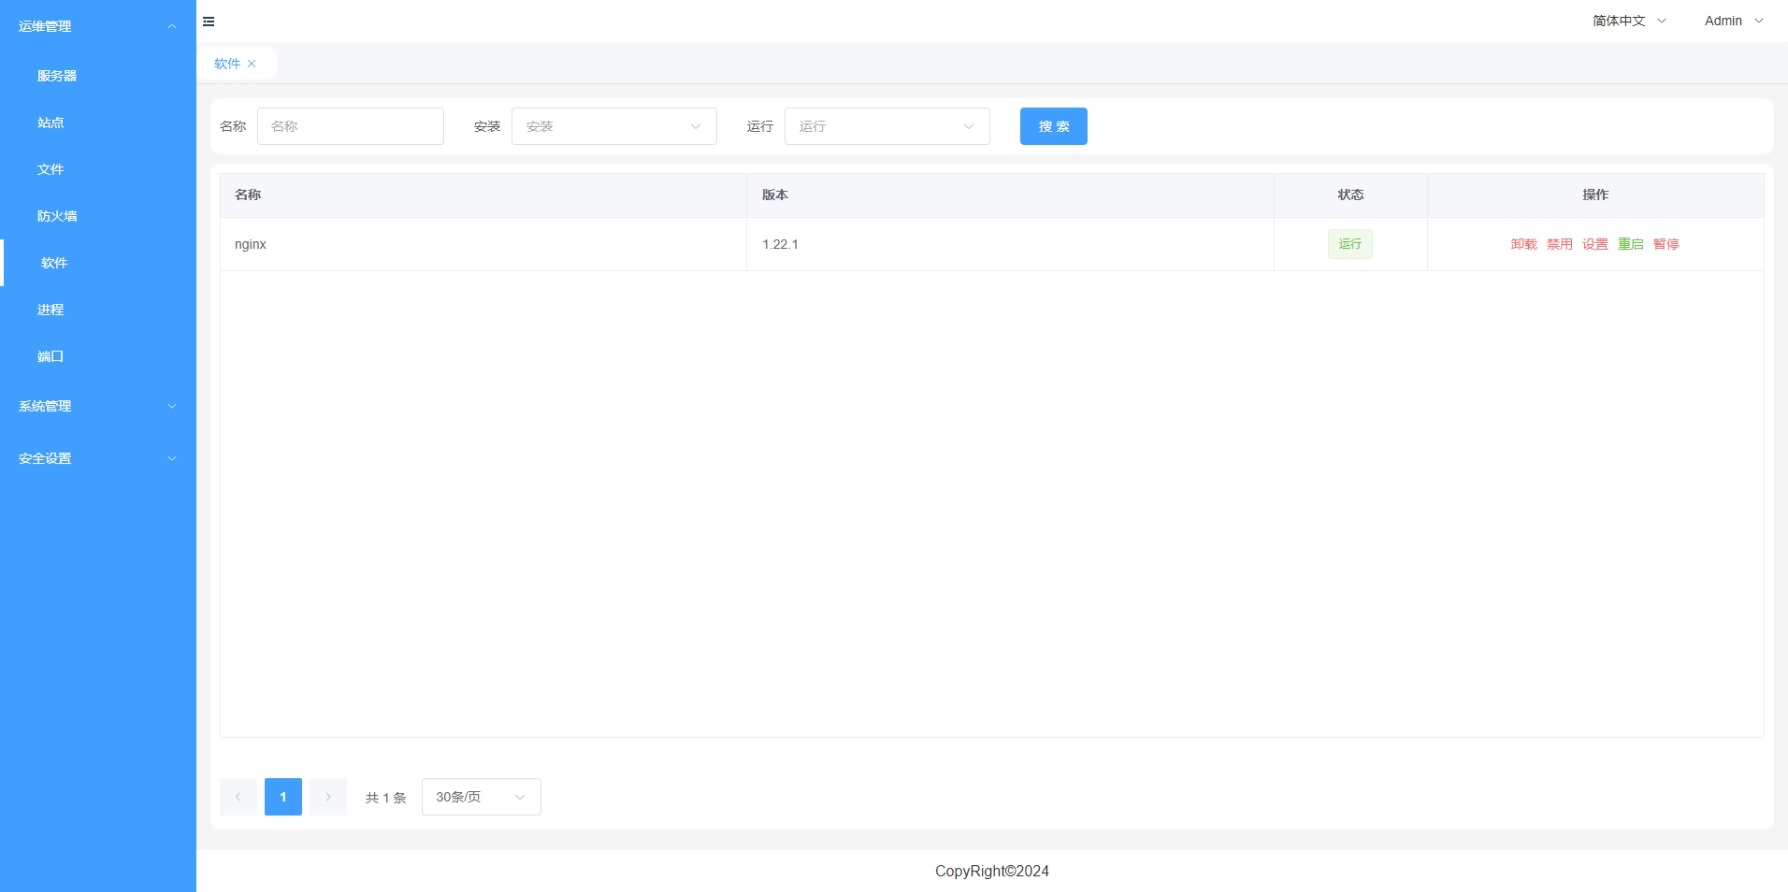 运维管理
服务器
站点
文件
防火墙
软件
进程
端口
系统管理
安全设置
简体中文 Admin
软件
名称 名称 安装 安装 运行 运行 搜 索
名称 版本 状态 操作
nginx 1.22.1 运行 卸载 禁用 设置 重启 暂停
1 共 1 条 30条/页
CopyRight©2024